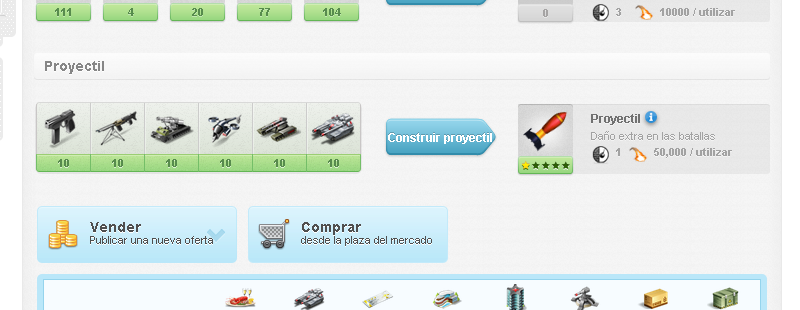 111 4 20 77 104
0
3 10000 / utilizar
Proyectil
10 10 10 10 10 10
Construir proyectil
Proyectil
Daño extra en las batallas
1 50,000 / utilizar
Vender
Publicar una nueva oferta
Comprar
desde la plaza del mercado